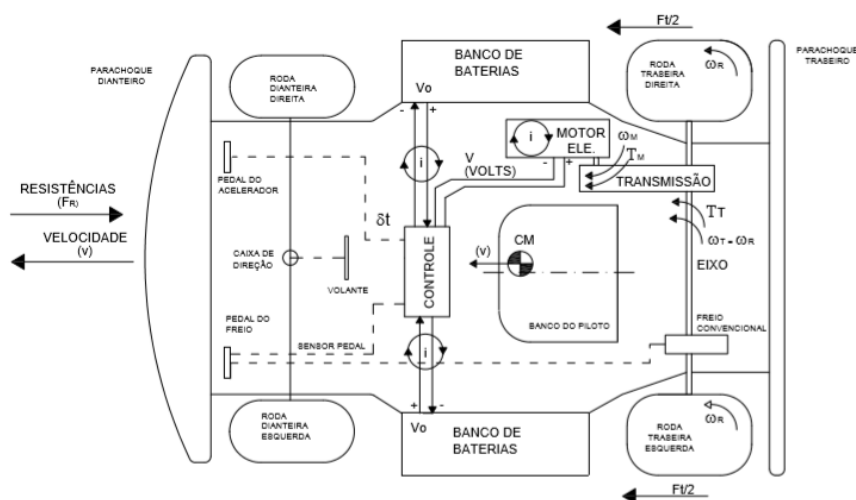 Ft/2
PARACHOQUE
DIANTEIRO
RODA
DIANTEIRA
DIREITA
BANCO DE
BATERIAS
Vo
- +
RODA
TRASEIRA
DIREITA
ωR
PARACHOQUE
TRASEIRO
i
MOTOR
ELE.
ωM
TM
- +
V
(VOLTS)
TRANSMISSÃO
i
PEDAL DO
ACELERADOR
RESISTÊNCIAS
(FR)
VELOCIDADE
(v)
δt
CAIXA DE
DIREÇÃO
VOLANTE
CONTROLE
(v)
CM
TT
ωT = ωR
EIXO
BANCO DO PILOTO
PEDAL DO
FREIO
SENSOR PEDAL
i
FREIO
CONVENCIONAL
+ -
Vo
RODA
DIANTEIRA
ESQUERDA
BANCO DE
BATERIAS
RODA
TRASEIRA
ESQUERDA
ωR
Ft/2